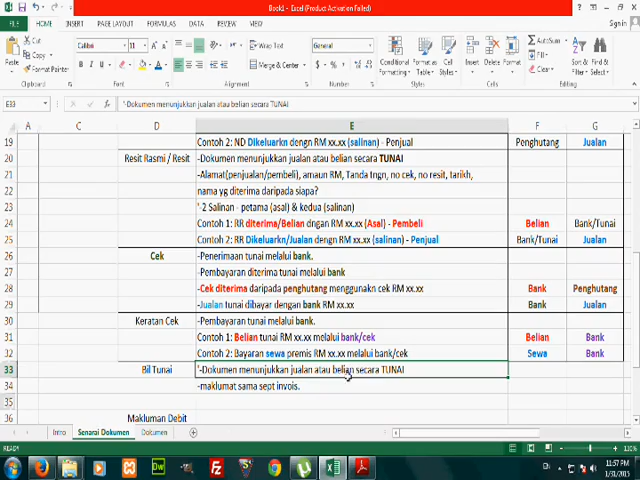 Book1 - Excel (Product Activation Failed)
FILE HOME INSERT PAGE LAYOUT FORMULAS DATA REVIEW VIEW Sign in
Cut Copy Format Painter Paste Clipboard
Calibri 11 B I U Font
Wrap Text Merge & Center Alignment
General $ % , Number
Conditional Formatting Format as Table Cell Styles Styles
Insert Delete Format Cells
AutoSum Fill Clear Sort & Filter Find & Select Editing
E33 fx '-Dokumen menunjukkan jualan atau belian secara TUNAI
A C D E F G
19 Contoh 2: ND Dikeluarkn dengn RM xx.xx (salinan) - Penjual Penghutang Jualan
20 Resit Rasmi / Resit -Dokumen menunjukkan jualan atau belian secara TUNAI
21 -Alamat(penjualan/pembeli), amaun RM, Tanda tngn, no cek, no resit, tarikh,
22 nama yg diterima daripada siapa?
23 '-2 Salinan - petama (asal) & kedua (salinan)
24 Contoh 1: RR diterima/Belian dngan RM xx.xx (Asal) - Pembeli Belian Bank/Tunai
25 Contoh 2: RR Dikeluarkn/Jualan dengn RM xx.xx (salinan) - Penjual Bank/Tunai Jualan
26 Cek -Penerimaan tunai melalui bank.
27 -Pembayaran diterima tunai melalui bank
28 -Cek diterima daripada penghutang menggunakn cek RM xx.xx Bank Penghutang
29 -Jualan tunai dibayar dengan bank RM xx.xx Bank Jualan
30 Keratan Cek -Pembayaran tunai melalui bank.
31 Contoh 1: Belian tunai RM xx.xx melalui bank/cek Belian Bank
32 Contoh 2: Bayaran sewa premis RM xx.xx melalui bank/cek Sewa Bank
33 Bil Tunai '-Dokumen menunjukkan jualan atau belian secara TUNAI
34 -maklumat sama sept invois.
35
36 Makluman Debit
Intro Senarai Dokumen Dokumen
READY 130%
EN 11:57 PM
1/31/2015